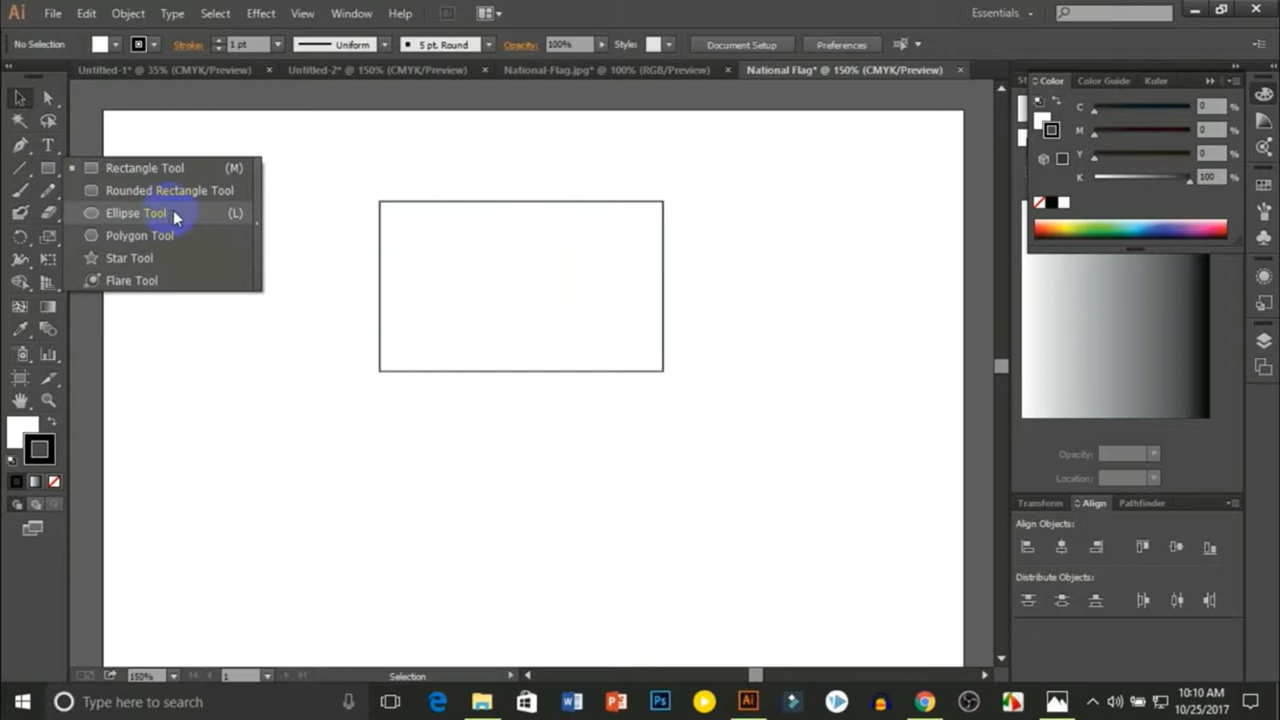 Ai File Edit Object Type Select Effect View Window Help Br Essentials
No Selection Stroke: 1 pt Uniform 5 pt. Round Opacity: 100% Style: Document Setup Preferences
Untitled-1* @ 35% (CMYK/Preview) Untitled-2* @ 150% (CMYK/Preview) National-Flag.jpg* @ 100% (RGB/Preview) National Flag* @ 150% (CMYK/Preview)
Color Color Guide Kuler
C 0 %
M 0 %
Y 0 %
K 100 %
Rectangle Tool (M)
Rounded Rectangle Tool
Ellipse Tool (L)
Polygon Tool
Star Tool
Flare Tool
Opacity:
Location:
Transform Align Pathfinder
Align Objects:
Distribute Objects:
150% 1 Selection
Type here to search
10:10 AM
10/25/2017